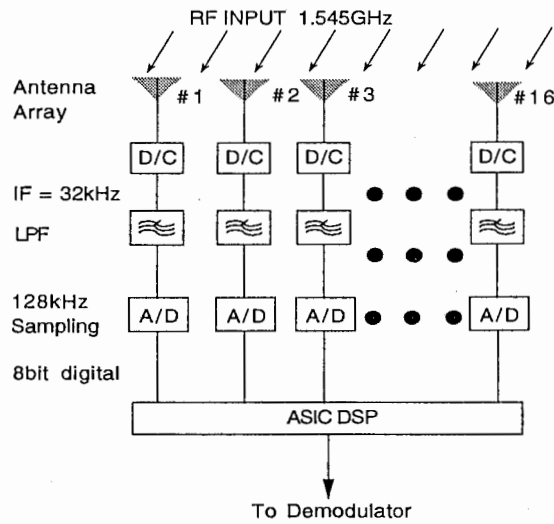 RF INPUT 1.545GHz
Antenna
Array
#1
#2
#3
#16
D/C
D/C
D/C
D/C
IF = 32kHz
LPF
128kHz
Sampling
A/D
A/D
A/D
A/D
8bit digital
ASIC DSP
To Demodulator